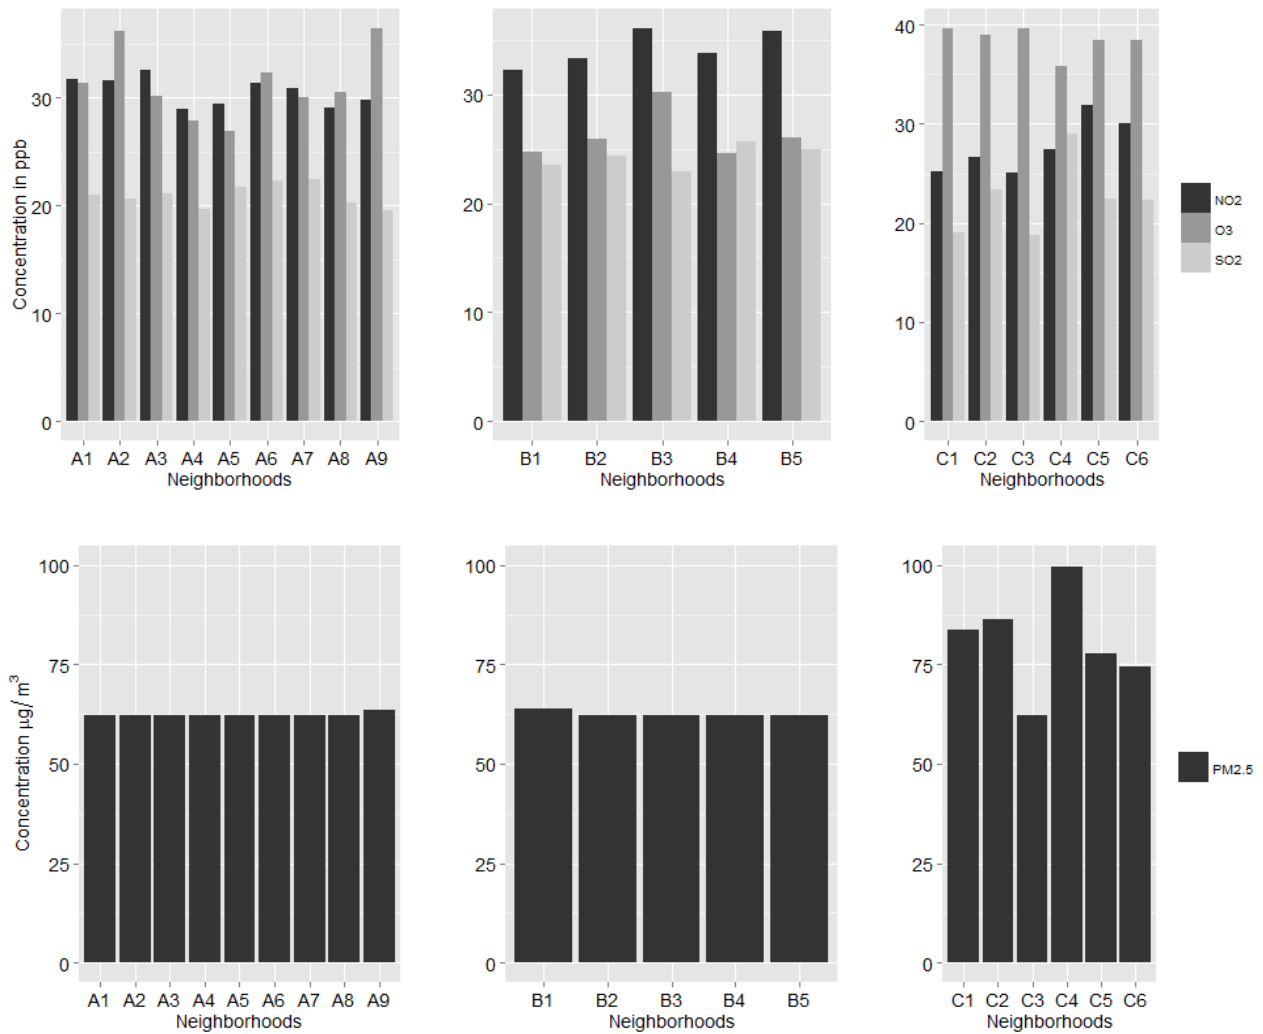 Concentration in ppb
30
20
10
0
A1 A2 A3 A4 A5 A6 A7 A8 A9
Neighborhoods
30
20
10
0
B1 B2 B3 B4 B5
Neighborhoods
40
30
20
10
0
C1 C2 C3 C4 C5 C6
Neighborhoods
NO2
O3
SO2
Concentration µg/ m³
100
75
50
25
0
A1 A2 A3 A4 A5 A6 A7 A8 A9
Neighborhoods
100
75
50
25
0
B1 B2 B3 B4 B5
Neighborhoods
100
75
50
25
0
C1 C2 C3 C4 C5 C6
Neighborhoods
PM2.5